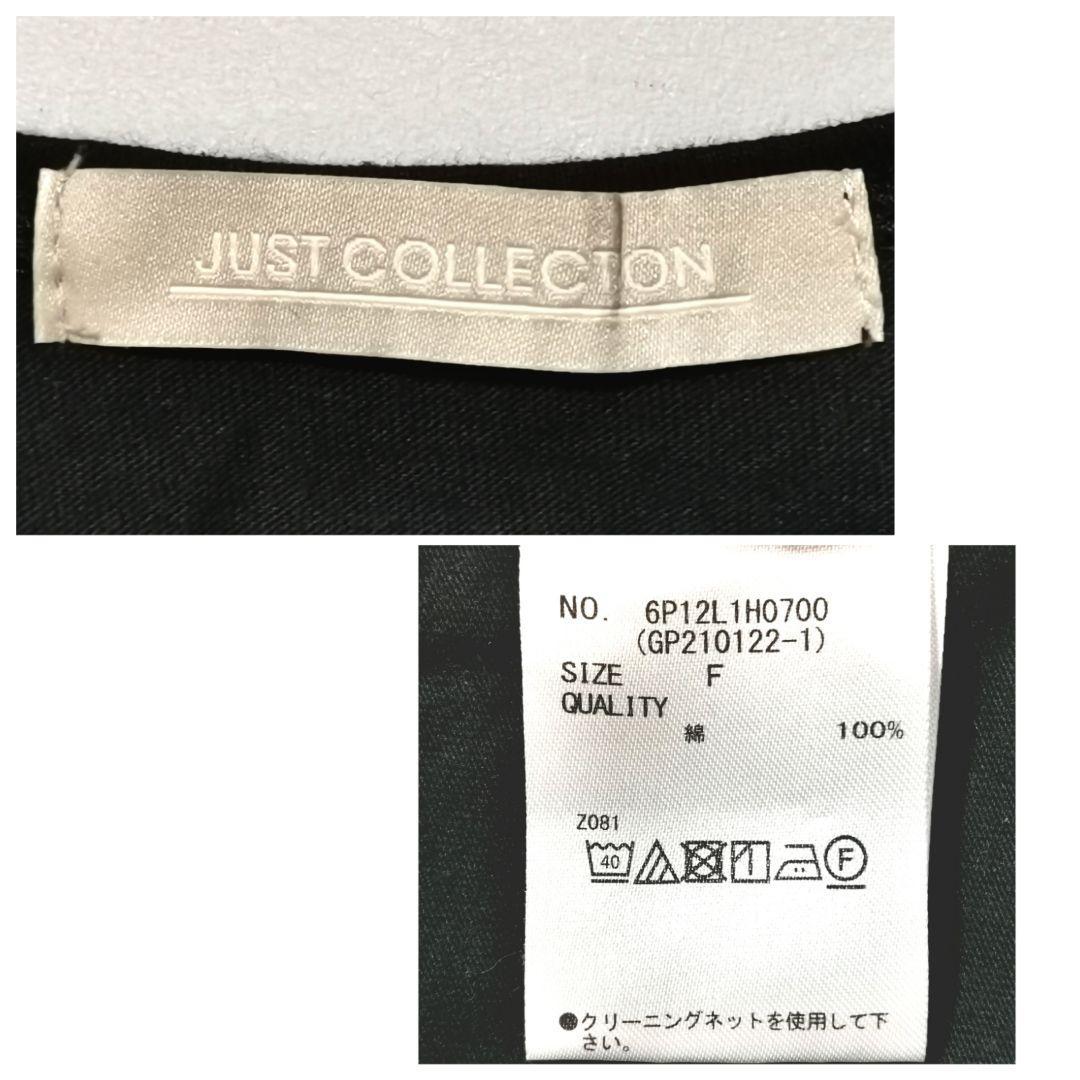 JUST COLLECTON
NO. 6P12L1H0700
(GP210122-1)
SIZE F
QUALITY
綿 100%
Z081
40 F
●クリーニングネットを使用して下
さい。